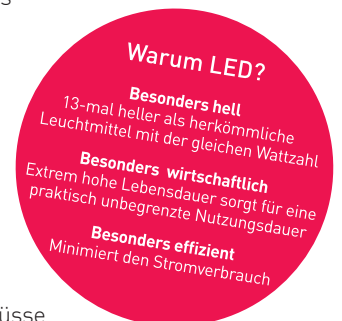 s
Warum LED?
Besonders hell
13-mal heller als herkömmliche
Leuchtmittel mit der gleichen Wattzahl
Besonders wirtschaftlich
Extrem hohe Lebensdauer sorgt für eine
praktisch unbegrenzte Nutzungsdauer
Besonders effizient
Minimiert den Stromverbrauch
üsse